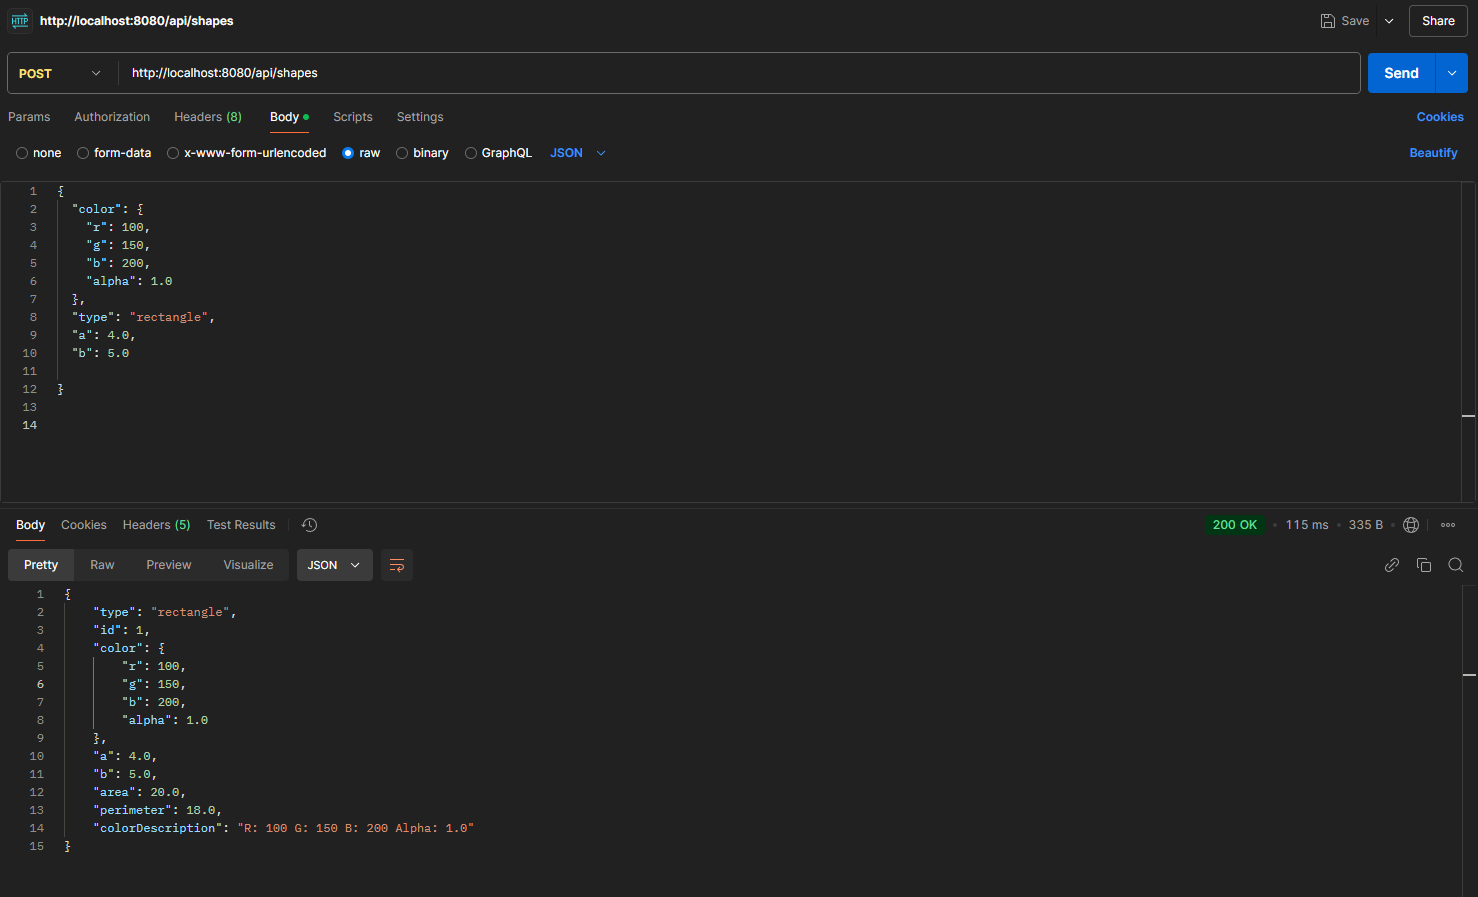 HTTP http://localhost:8080/api/shapes Save Share
POST http://localhost:8080/api/shapes Send
Params Authorization Headers (8) Body Scripts Settings Cookies
none form-data x-www-form-urlencoded raw binary GraphQL JSON Beautify
1 {
2 "color": {
3 "r": 100,
4 "g": 150,
5 "b": 200,
6 "alpha": 1.0
7 },
8 "type": "rectangle",
9 "a": 4.0,
10 "b": 5.0
11
12 }
13
14
Body Cookies Headers (5) Test Results 200 OK • 115 ms • 335 B •
Pretty Raw Preview Visualize JSON
1 {
2 "type": "rectangle",
3 "id": 1,
4 "color": {
5 "r": 100,
6 "g": 150,
7 "b": 200,
8 "alpha": 1.0
9 },
10 "a": 4.0,
11 "b": 5.0,
12 "area": 20.0,
13 "perimeter": 18.0,
14 "colorDescription": "R: 100 G: 150 B: 200 Alpha: 1.0"
15 }